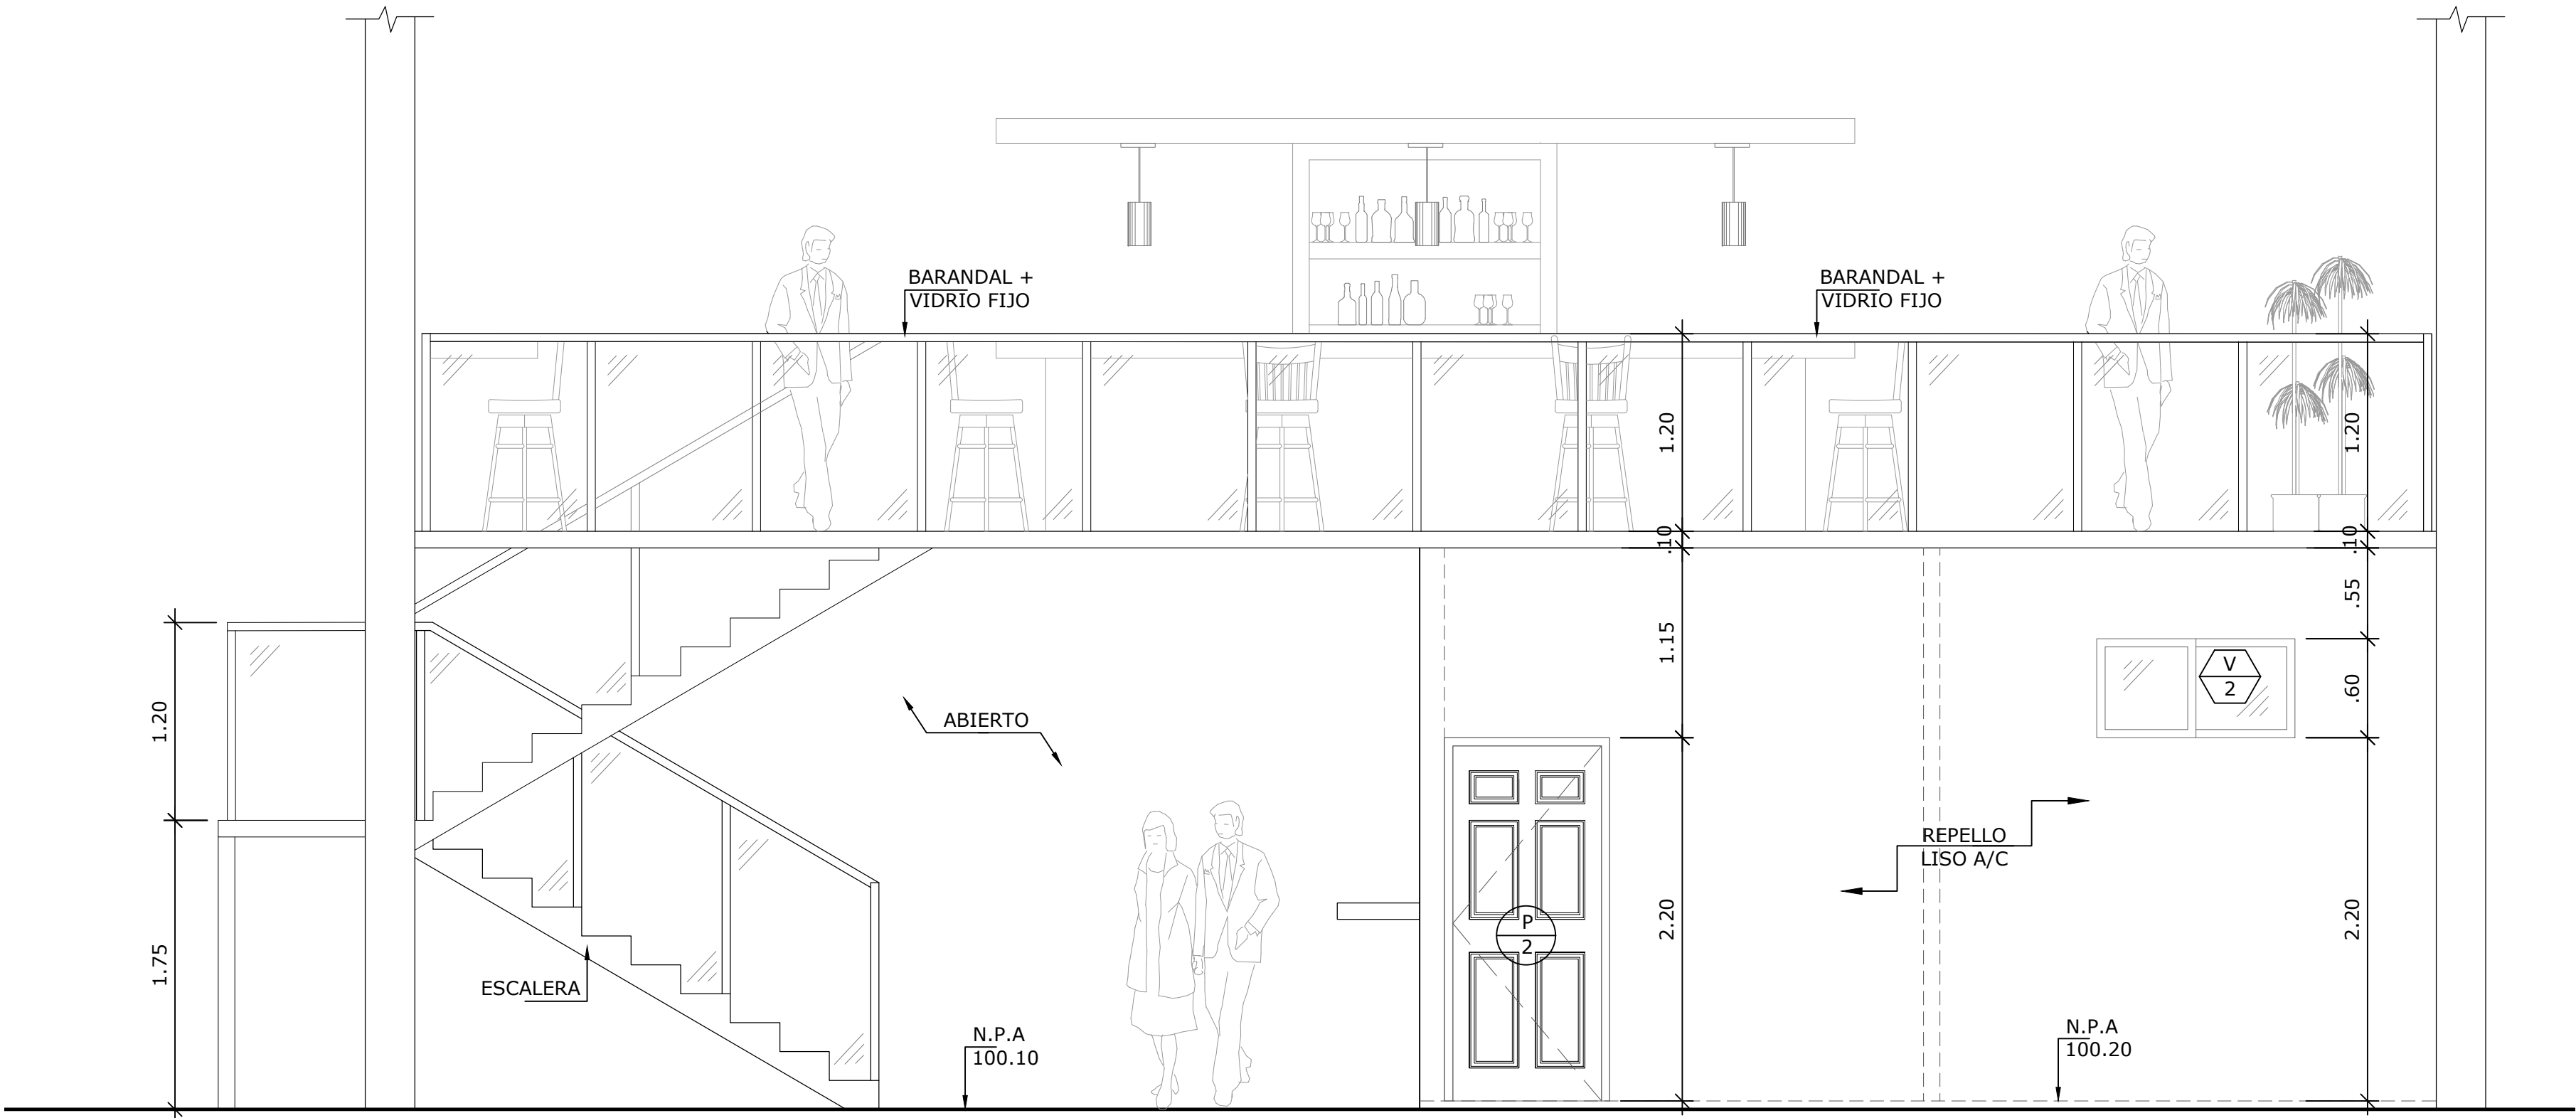 BARANDAL +
VIDRIO FIJO
BARANDAL +
VIDRIO FIJO
1.20
1.20
.10
.10
.55
1.15
1.20
.60
V
2
ABIERTO
REPELLO
LISO A/C
1.75
2.20
2.20
P
2
ESCALERA
N.P.A
100.10
N.P.A
100.20